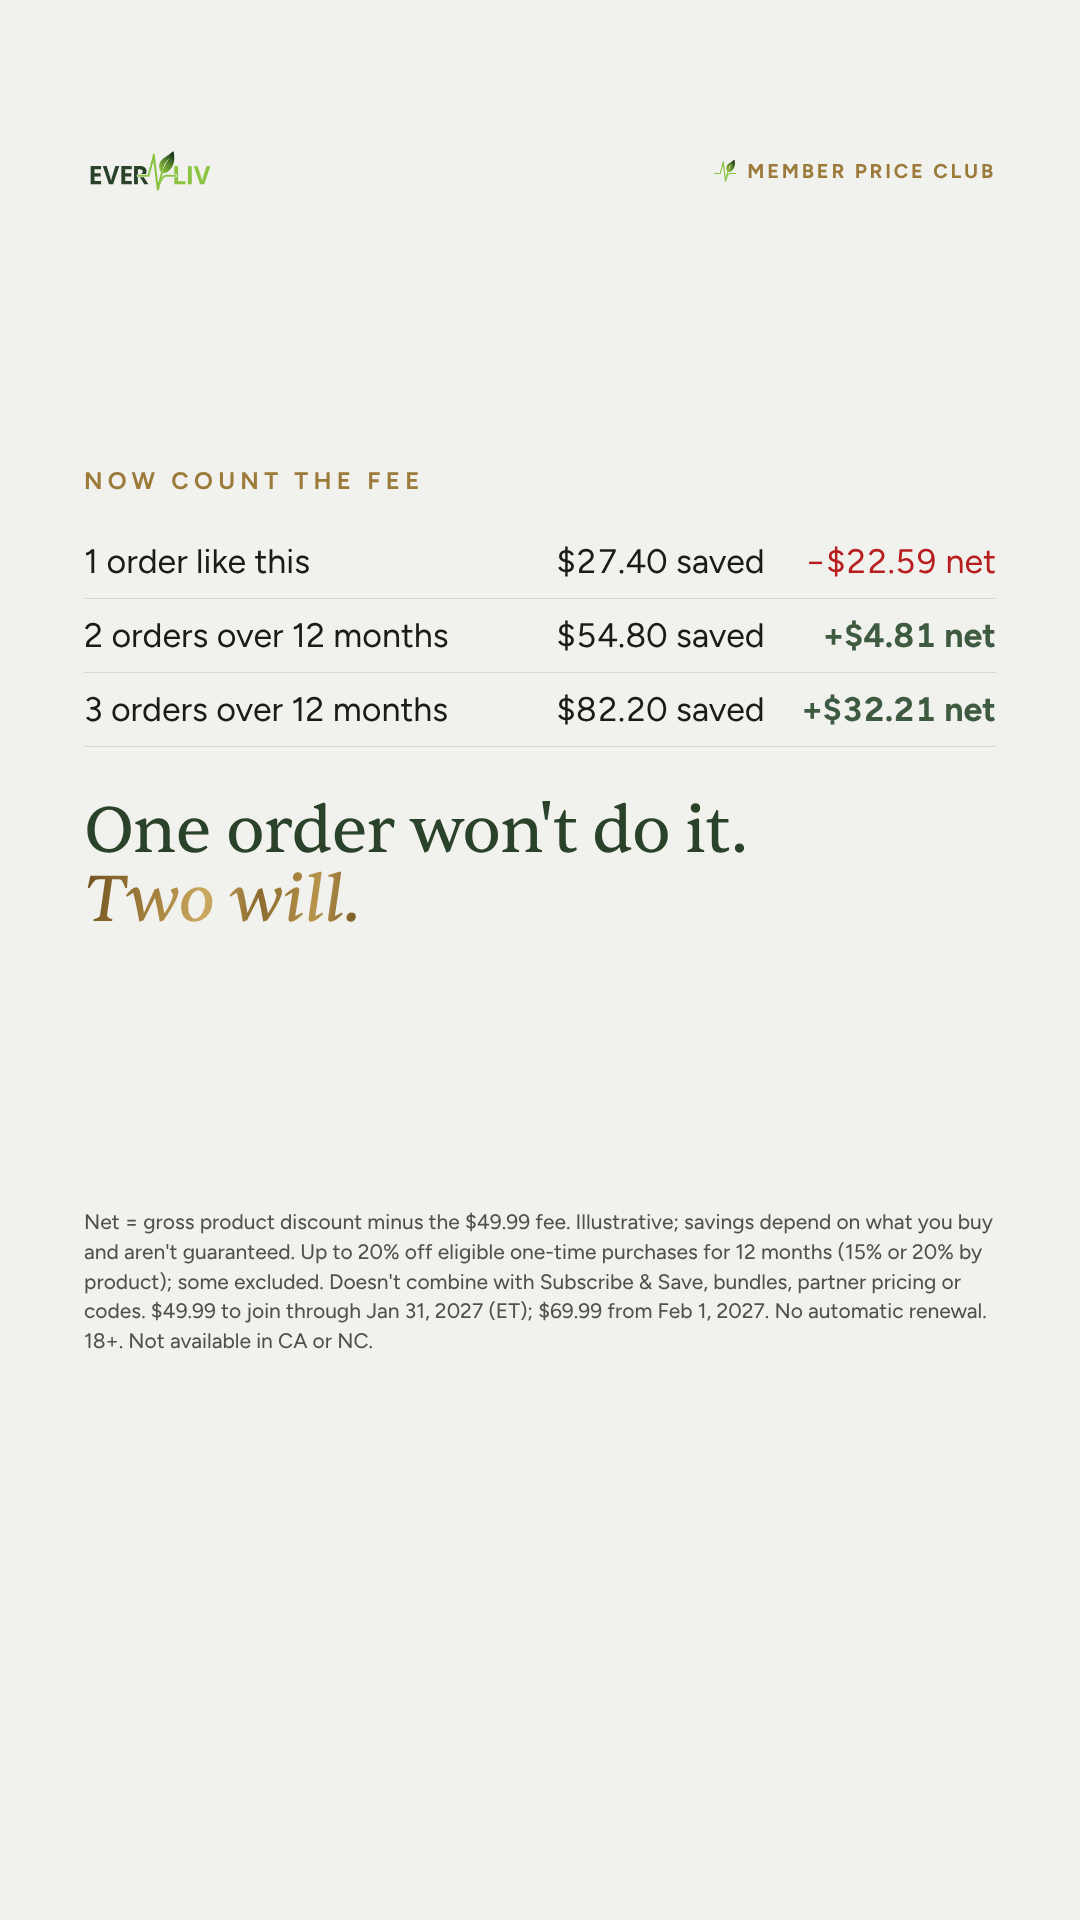 EVERLIV
MEMBER PRICE CLUB
NOW COUNT THE FEE
1 order like this $27.40 saved −$22.59 net
2 orders over 12 months $54.80 saved +$4.81 net
3 orders over 12 months $82.20 saved +$32.21 net
One order won't do it.
Two will.
Net = gross product discount minus the $49.99 fee. Illustrative; savings depend on what you buy
and aren't guaranteed. Up to 20% off eligible one-time purchases for 12 months (15% or 20% by
product); some excluded. Doesn't combine with Subscribe & Save, bundles, partner pricing or
codes. $49.99 to join through Jan 31, 2027 (ET); $69.99 from Feb 1, 2027. No automatic renewal.
18+. Not available in CA or NC.